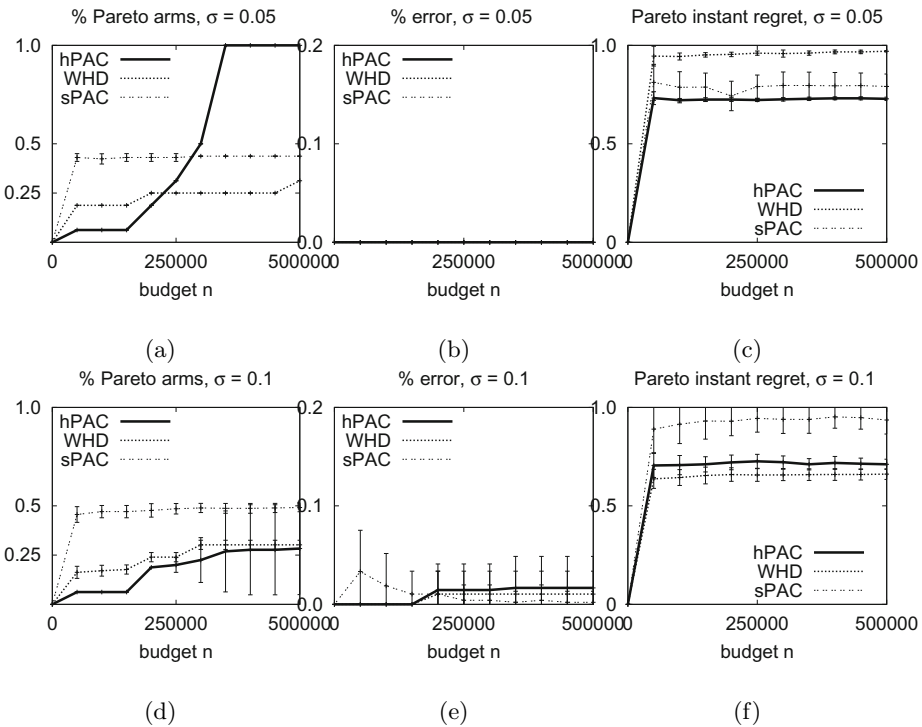 % Pareto arms, σ = 0.05
1.0
0.5
0.25
hPAC
WHD
sPAC
0
250000
5000000
budget n
(a)
% error, σ = 0.05
0.2
0.1
0.0
hPAC
WHD
sPAC
250000
5000000
budget n
(b)
Pareto instant regret, σ = 0.05
1
0.5
0
hPAC
WHD
sPAC
250000
500000
budget n
(c)
% Pareto arms, σ = 0.1
1.0
0.5
0.25
hPAC
WHD
sPAC
0
250000
5000000
budget n
(d)
% error, σ = 0.1
0.2
0.1
0.0
hPAC
WHD
sPAC
250000
5000000
budget n
(e)
Pareto instant regret, σ = 0.1
1
0.5
0
hPAC
WHD
sPAC
250000
500000
budget n
(f)